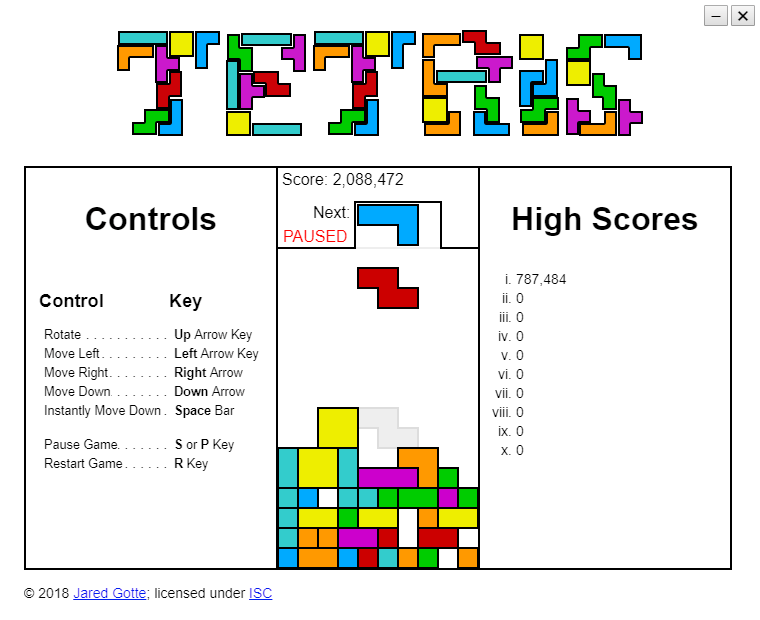 TETRIS
Score: 2,088,472
Next:
PAUSED
Controls
Control Key
Rotate . . . . . . . . . . . Up Arrow Key
Move Left . . . . . . . . . Left Arrow Key
Move Right . . . . . . . . Right Arrow
Move Down . . . . . . . . Down Arrow
Instantly Move Down . Space Bar
Pause Game . . . . . . . S or P Key
Restart Game . . . . . . R Key
High Scores
i. 787,484
ii. 0
iii. 0
iv. 0
v. 0
vi. 0
vii. 0
viii. 0
ix. 0
x. 0
© 2018 Jared Gotte; licensed under ISC